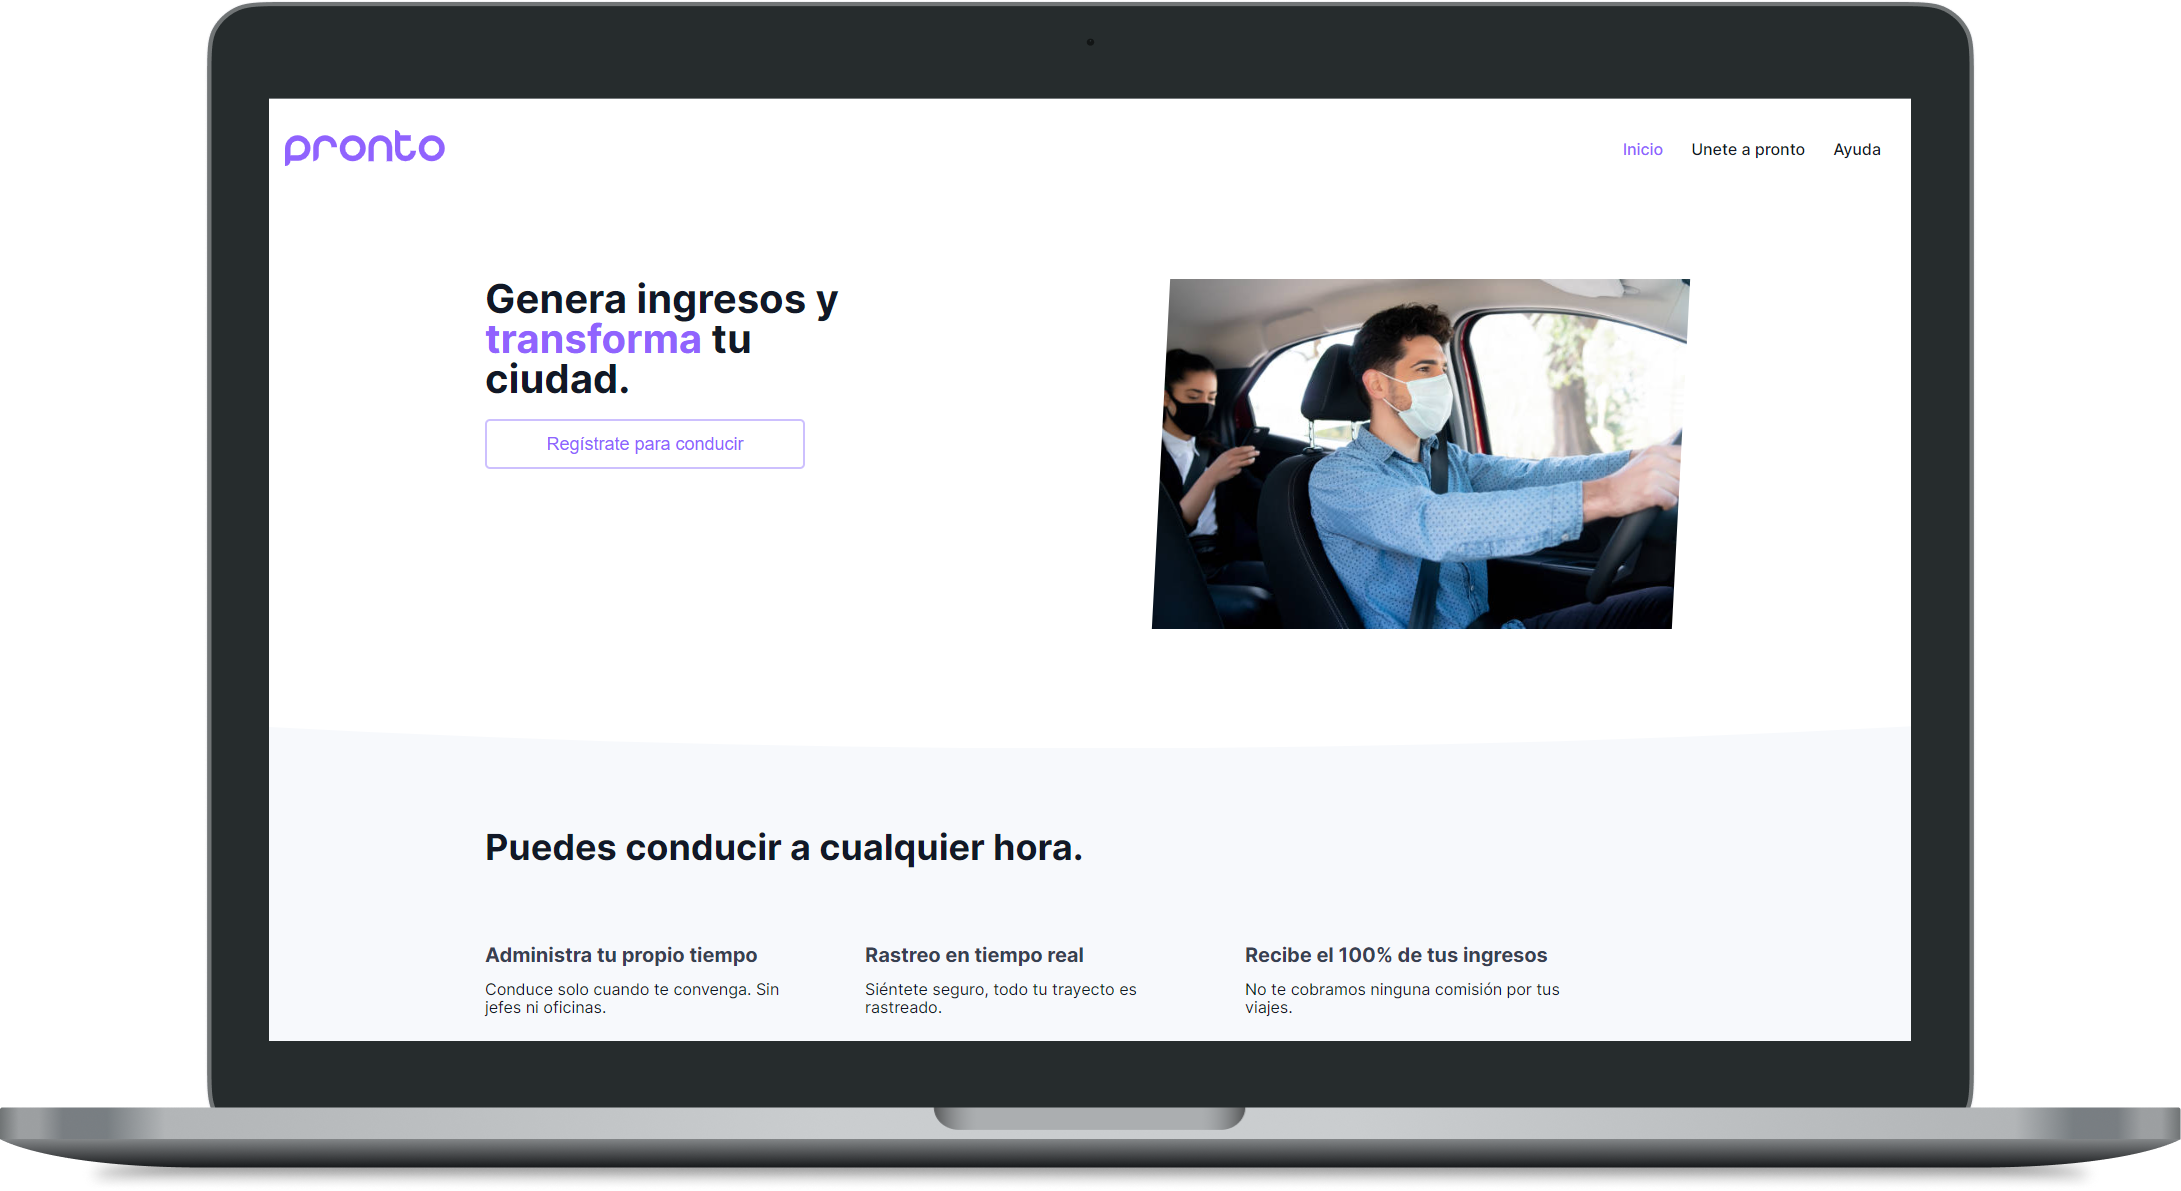 pronto
Inicio Unete a pronto Ayuda
Genera ingresos y
transforma tu
ciudad.
Regístrate para conducir
Puedes conducir a cualquier hora.
Administra tu propio tiempo
Conduce solo cuando te convenga. Sin
jefes ni oficinas.
Rastreo en tiempo real
Siéntete seguro, todo tu trayecto es
rastreado.
Recibe el 100% de tus ingresos
No te cobramos ninguna comisión por tus
viajes.